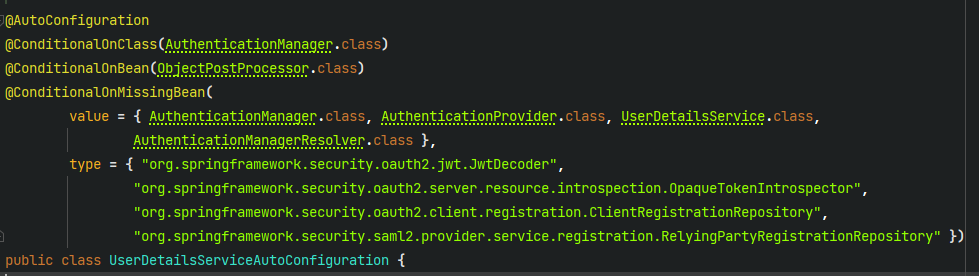 @AutoConfiguration
@ConditionalOnClass(AuthenticationManager.class)
@ConditionalOnBean(ObjectPostProcessor.class)
@ConditionalOnMissingBean(
value = { AuthenticationManager.class, AuthenticationProvider.class, UserDetailsService.class,
AuthenticationManagerResolver.class },
type = { "org.springframework.security.oauth2.jwt.JwtDecoder",
"org.springframework.security.oauth2.server.resource.introspection.OpaqueTokenIntrospector",
"org.springframework.security.oauth2.client.registration.ClientRegistrationRepository",
"org.springframework.security.saml2.provider.service.registration.RelyingPartyRegistrationRepository" })
public class UserDetailsServiceAutoConfiguration {